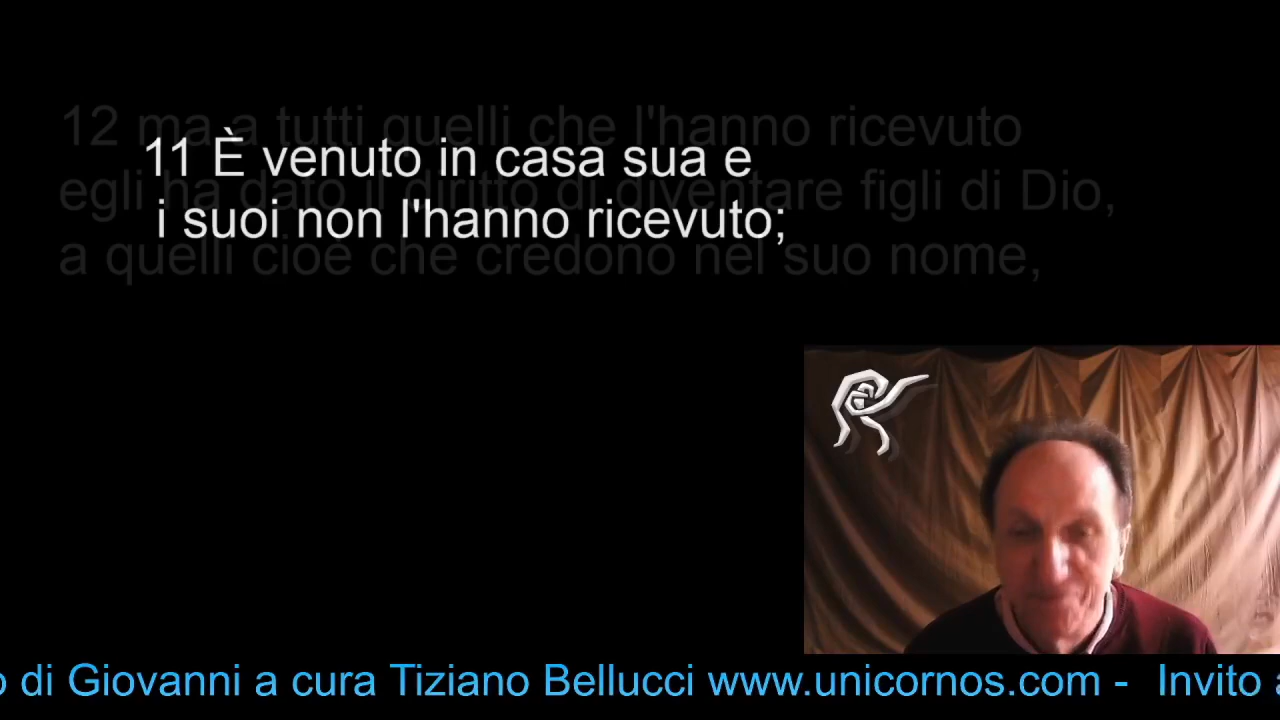 12 ma a tutti quelli che l'hanno ricevuto
11 È venuto in casa sua e
egli ha dato il diritto di diventare figli di Dio,
i suoi non l'hanno ricevuto;
a quelli cioè che credono nel suo nome,
o di Giovanni a cura Tiziano Bellucci www.unicornos.com - Invito a